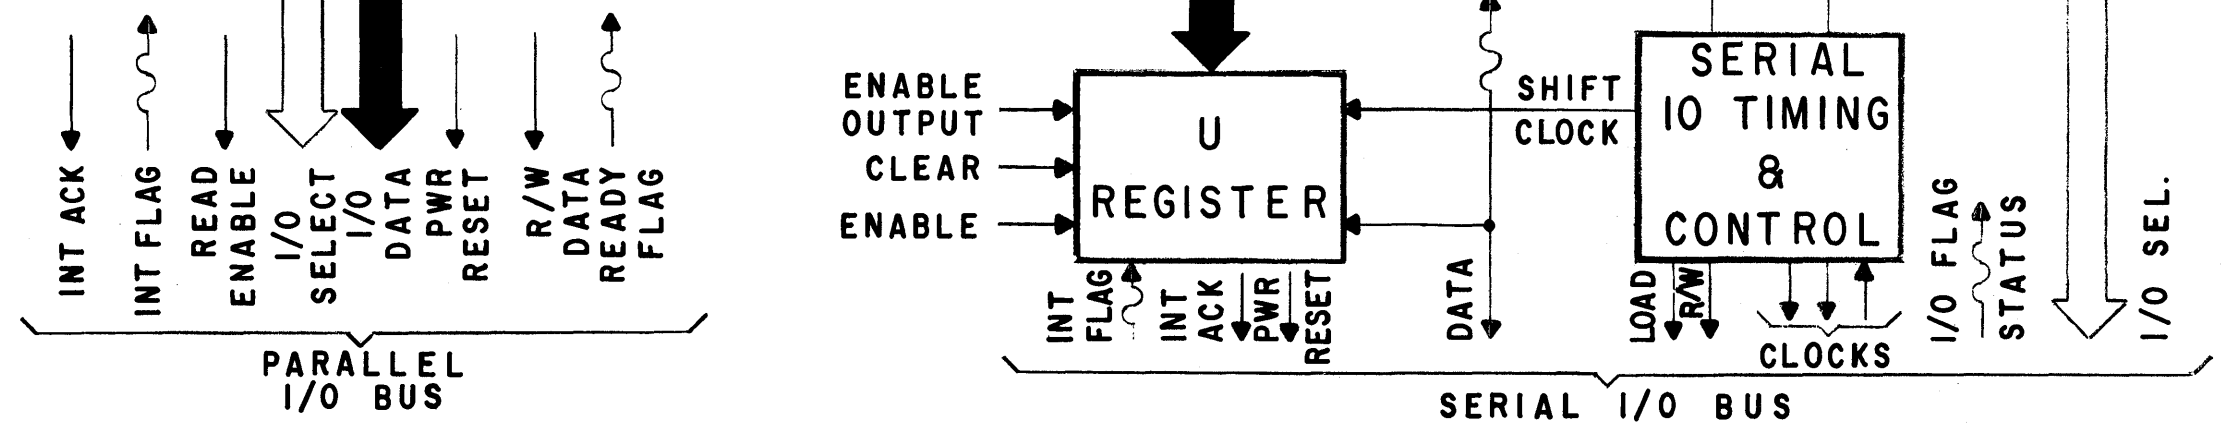 INT ACK
INT FLAG
READ
ENABLE
I/O
SELECT
I/O
DATA
PWR
RESET
R/W
DATA
READY
FLAG
PARALLEL
I/O BUS
ENABLE
OUTPUT
CLEAR
ENABLE
U
REGISTER
SHIFT
CLOCK
SERIAL
IO TIMING
&
CONTROL
INT
FLAG
INT
ACK
PWR
RESET
DATA
LOAD
R/W
CLOCKS
I/O FLAG
STATUS
I/O SEL.
SERIAL I/O BUS